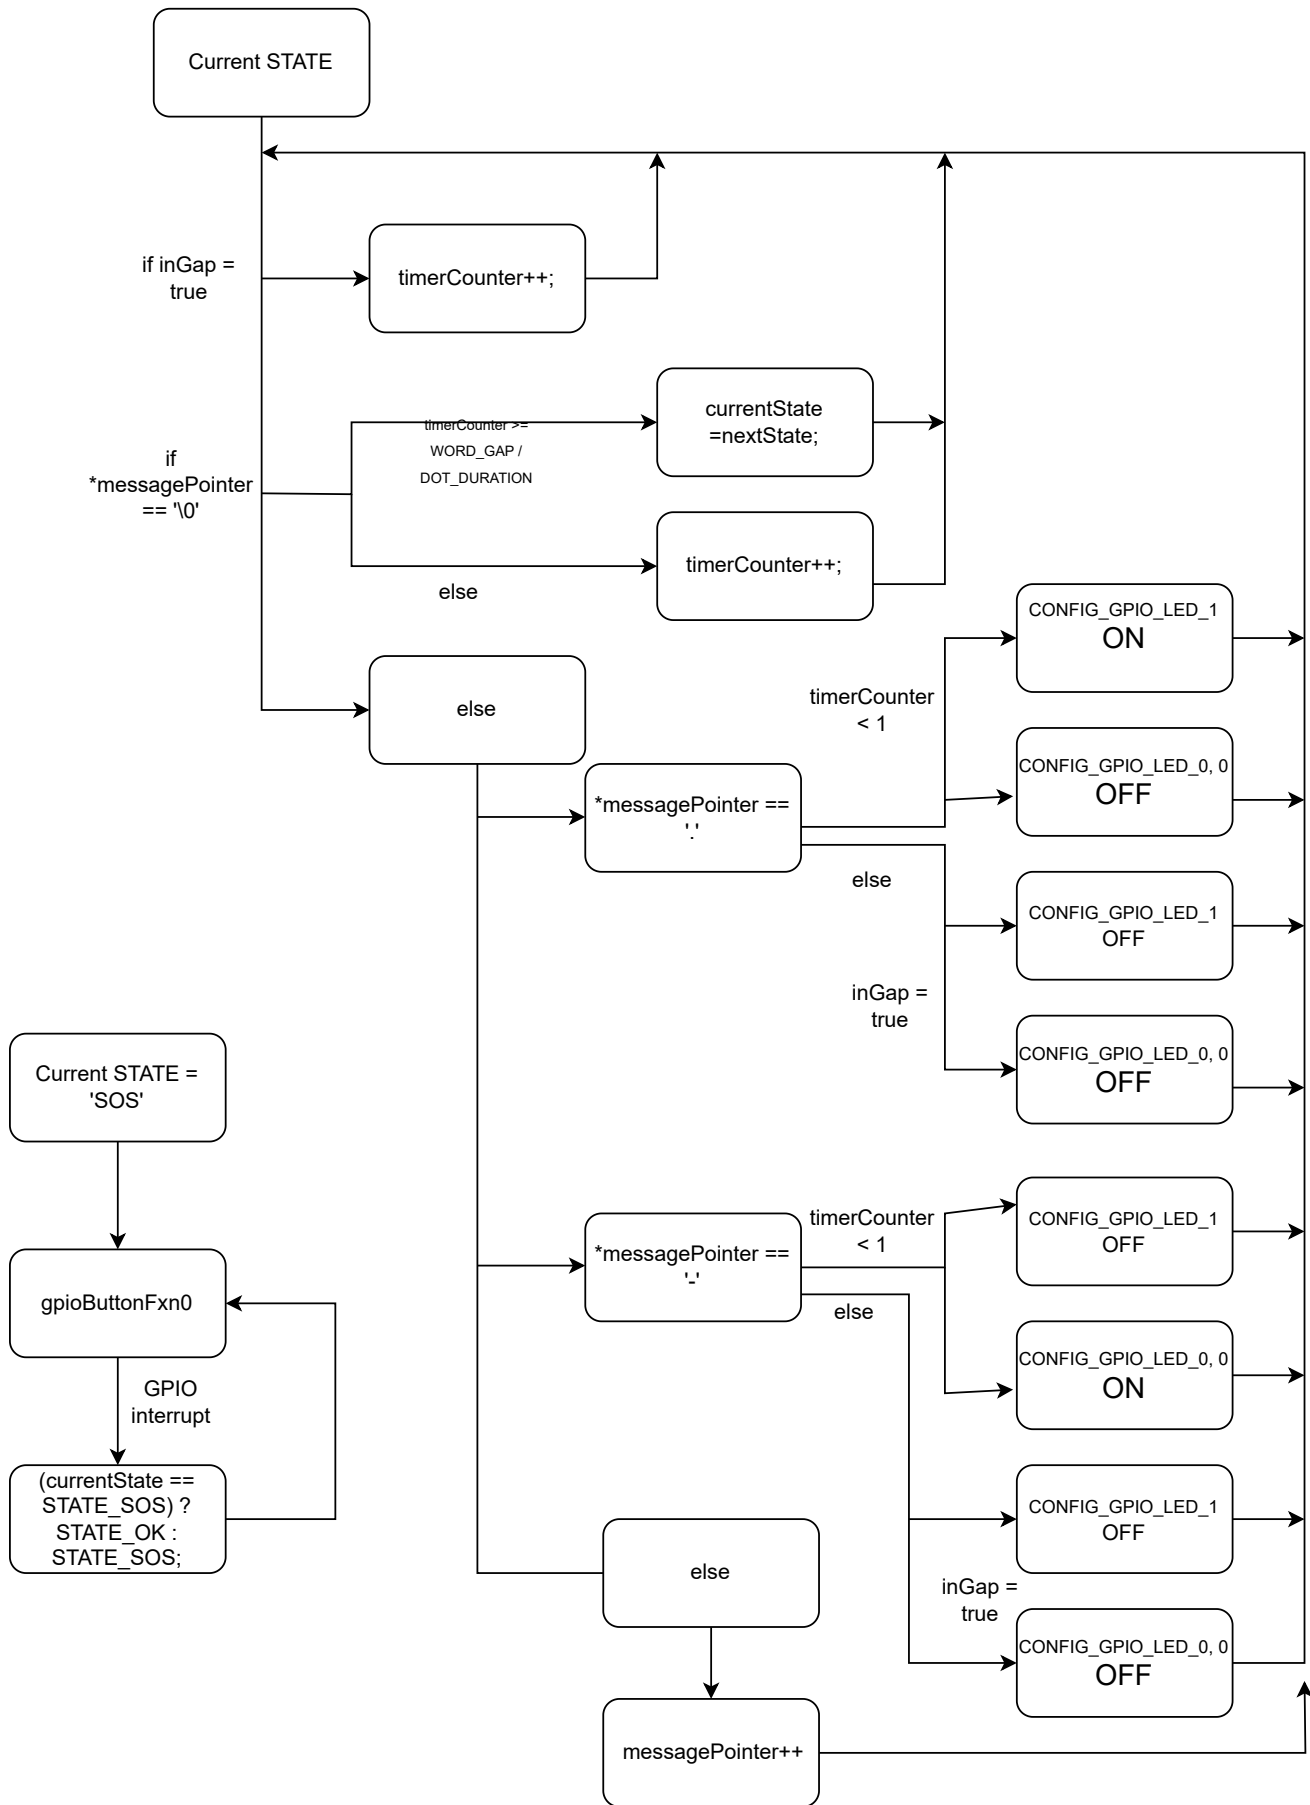 Current STATE
if inGap =
true
timerCounter++;
currentState
=nextState;
timerCounter >=
WORD_GAP /
DOT_DURATION
if
*messagePointer
== '\0'
timerCounter++;
else
CONFIG_GPIO_LED_1
ON
else
timerCounter
< 1
CONFIG_GPIO_LED_0, 0
OFF
*messagePointer ==
'.'
else
CONFIG_GPIO_LED_1
OFF
inGap =
true
CONFIG_GPIO_LED_0, 0
OFF
Current STATE =
'SOS'
timerCounter
< 1
CONFIG_GPIO_LED_1
OFF
*messagePointer ==
'-'
else
gpioButtonFxn0
CONFIG_GPIO_LED_0, 0
ON
GPIO
interrupt
(currentState ==
STATE_SOS) ?
STATE_OK :
STATE_SOS;
CONFIG_GPIO_LED_1
OFF
else
inGap =
true
CONFIG_GPIO_LED_0, 0
OFF
messagePointer++